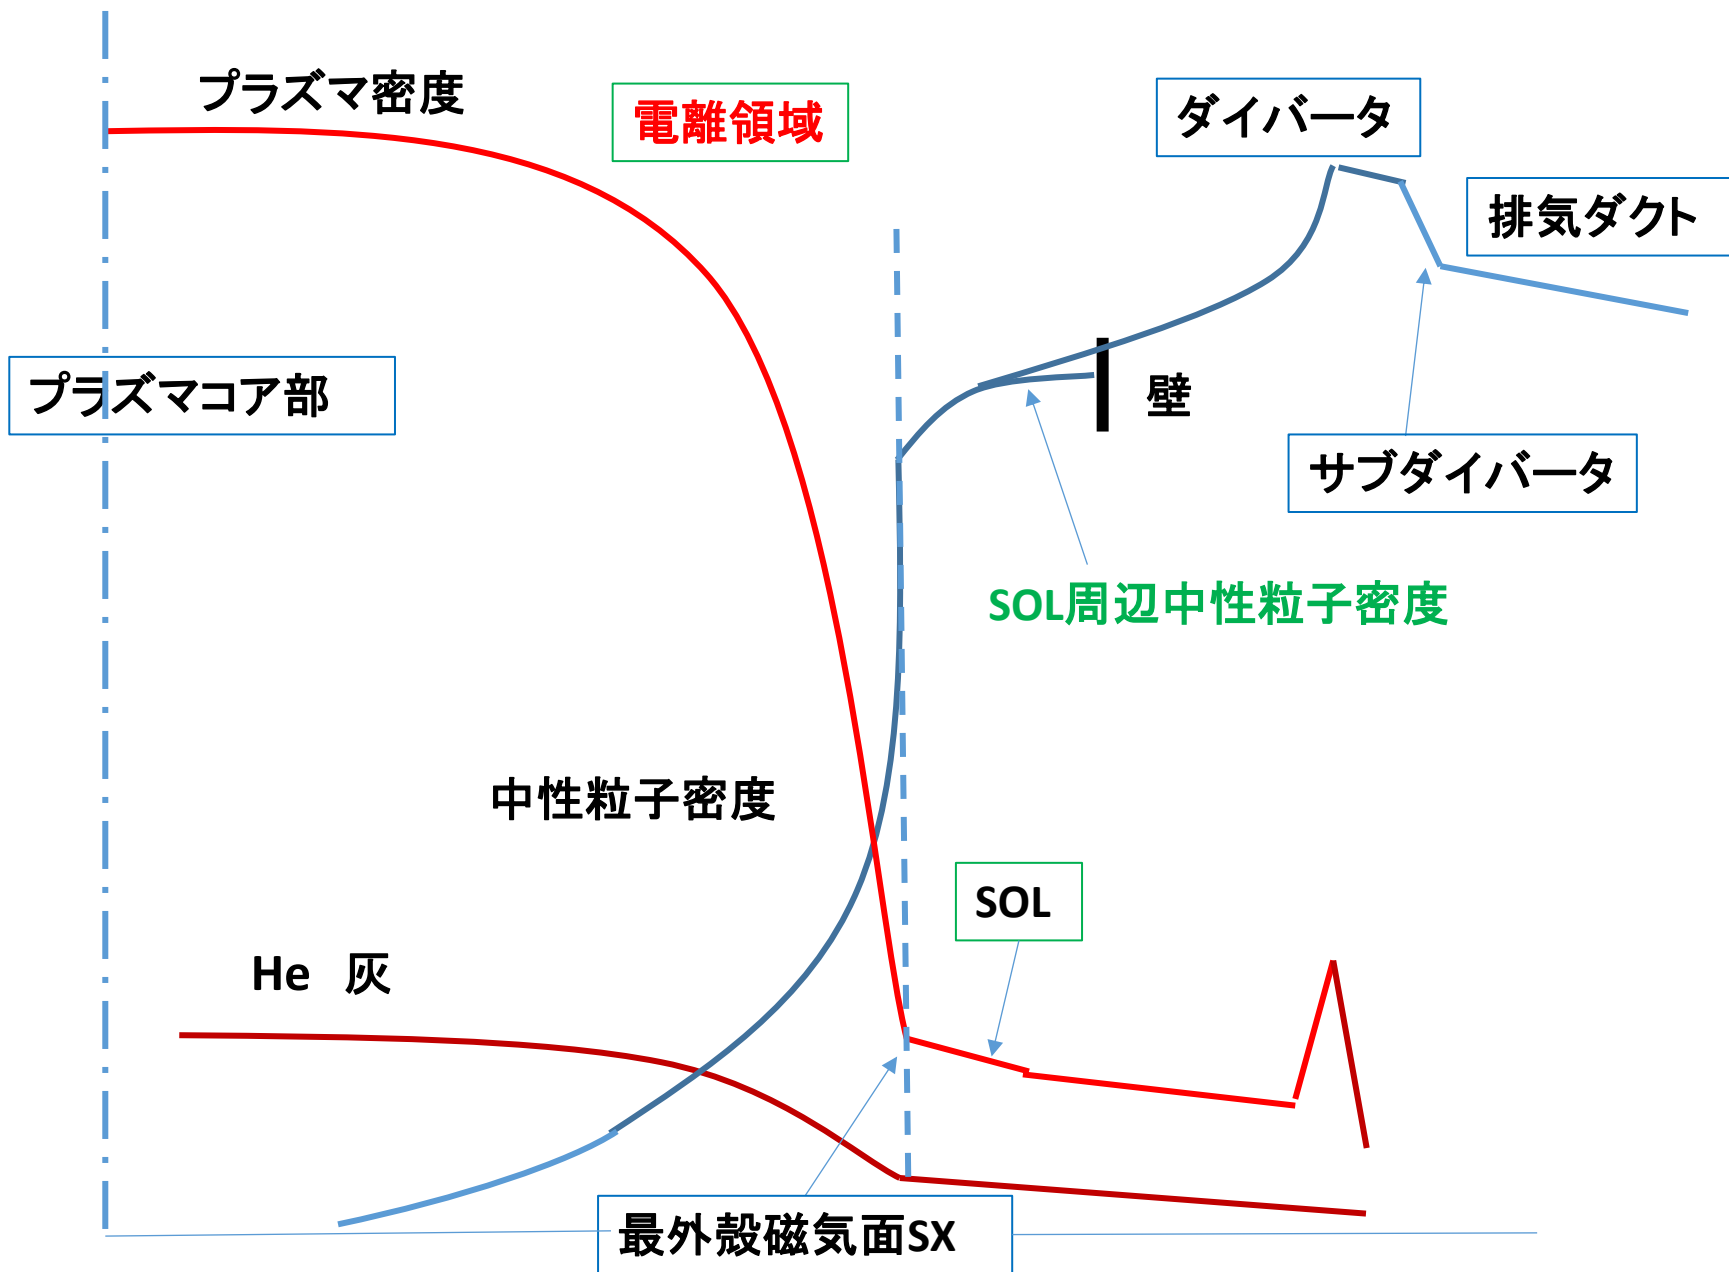 プラズマ密度
電離領域
ダイバータ
排気ダクト
プラズマコア部
壁
サブダイバータ
SOL周辺中性粒子密度
中性粒子密度
SOL
He 灰
最外殻磁気面SX